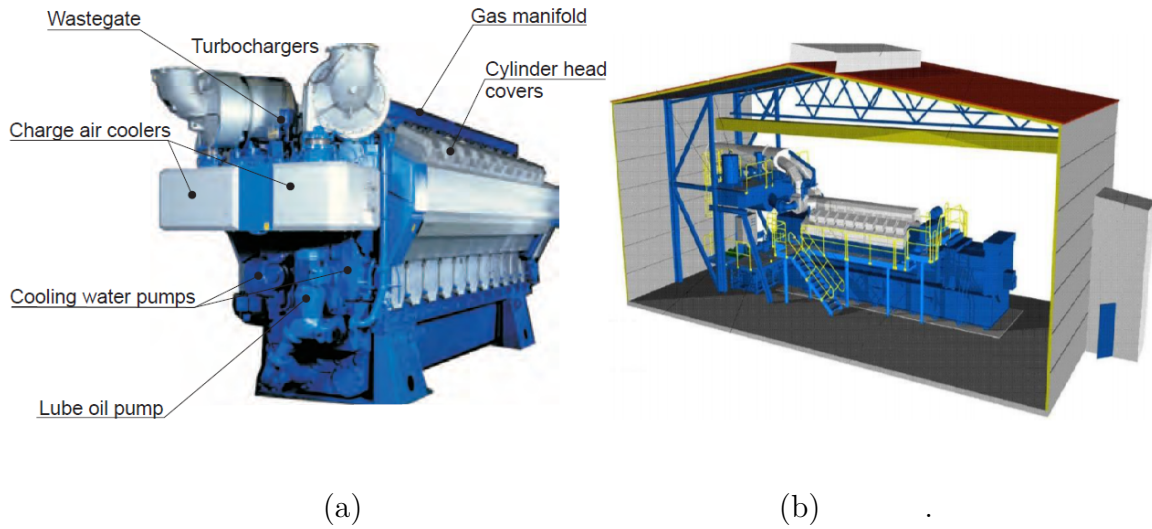 Wastegate
Gas manifold
Turbochargers
Cylinder head
covers
Charge air coolers
Cooling water pumps
Lube oil pump
(a)
(b)
.